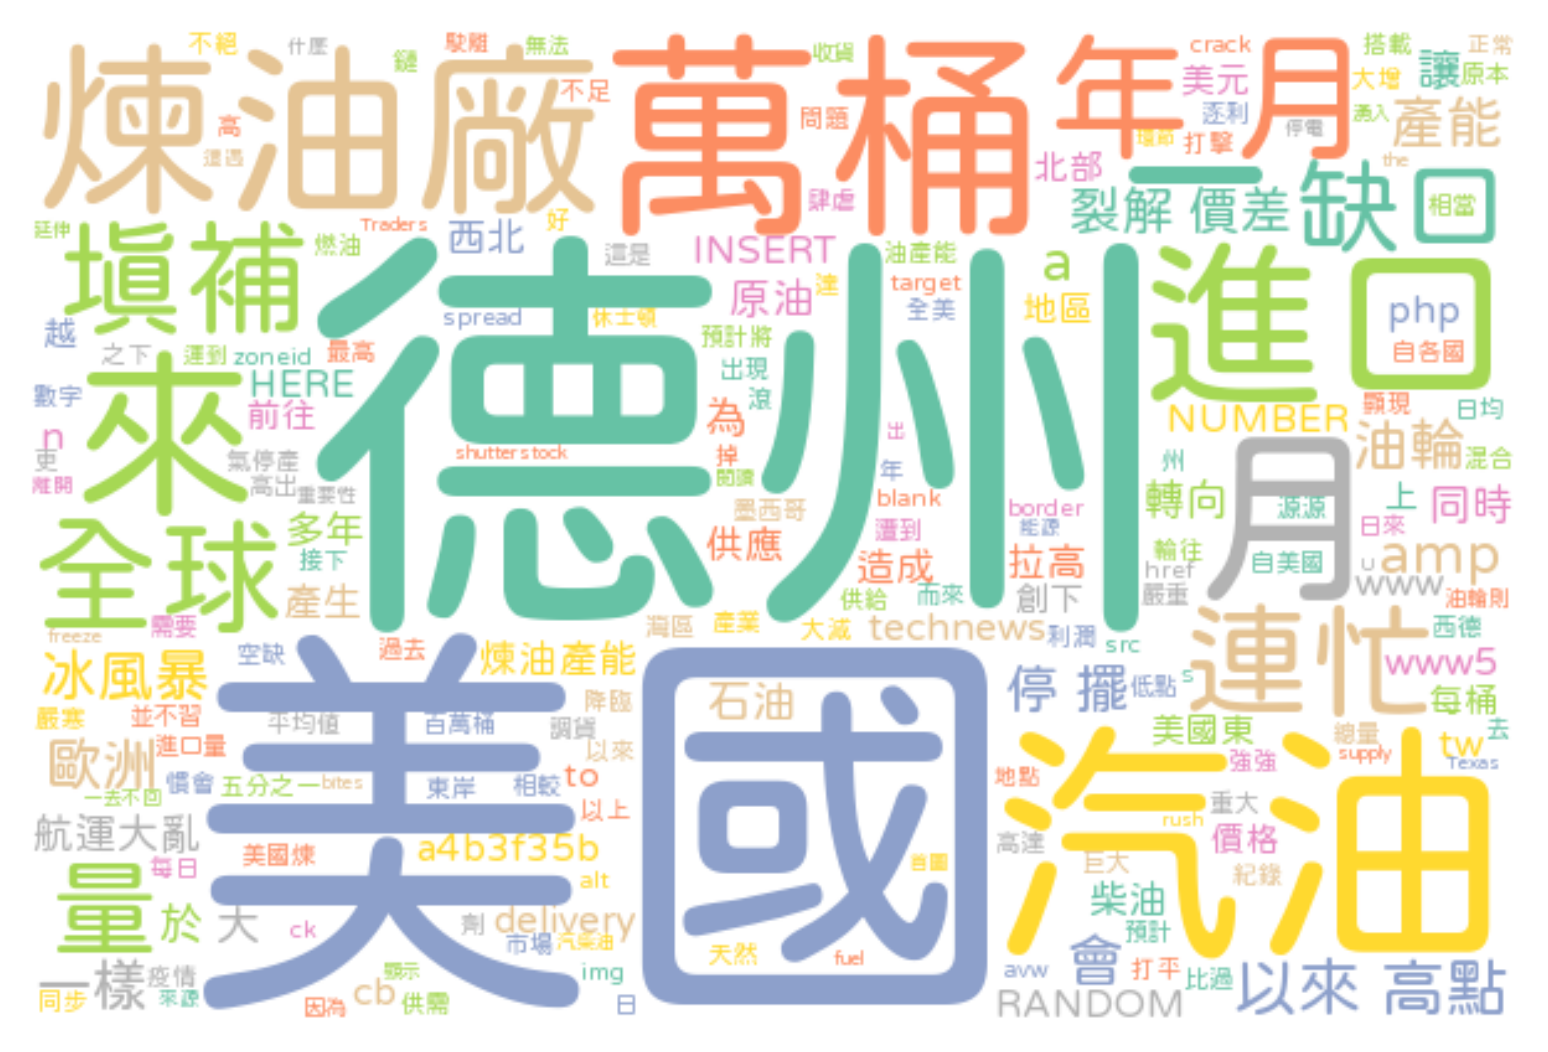 不絕 什麼 鏈 駛離 無法 收貨 crack 搭載 正常
煉油廠 不足 萬桶 年 月 美元 大增 讓 原本
高 問題 逐利 停電 湧入 產能
遭遇 打擊 環節
肆虐 北部 一 the
裂解 價差 缺口 相當
延伸 填補 燃油 Traders 西北 好 這是 INSERT 油產能 a 進口
原油 達 target 全美 地區 php
越 spread 休士頓 預計將 自各國
之下 運到 zoneid 最高 德州 出現
數字 來 HERE 滾 顯現 日均
前往 為 NUMBER
n 更 氣停產 shutterstock 掉 出 月 油輪 混合
離開 高出 重要性 閱讀 年 州
全球 多年 墨西哥 blank border 轉向 源源 上 同時
接下 供應 遭到 能源 日來
產生 造成 拉高 輪往 自美國 u amp
href www
供給 而來 創下 嚴重 油輪則
freeze 需要 灣區 產業 大減 technews 利潤 src 連忙 西德
冰風暴 空缺 過去 煉油產能 www5
嚴寒 並不習 美國 降臨 石油 停 擺 低點 s 每桶
平均值 百萬桶 調貨 美國東 總量 tw 去
歐洲 進口量 以來 汽油 強強 supply Texas
慣會 五分之一 bites 東岸 相較 to 地點
一去不回 以上 重大
航運大亂 rush 價格
美國煉 a4b3f35b 高達
量 每日 alt 首圖 巨大 紀錄
於 大 ck 劑 delivery 柴油
市場 汽柴油 預計
一樣 疫情 顯示 img 天然 fuel avw 會 打平 比過 以來 高點
同步 來源 因為 cb 供需 日 RANDOM